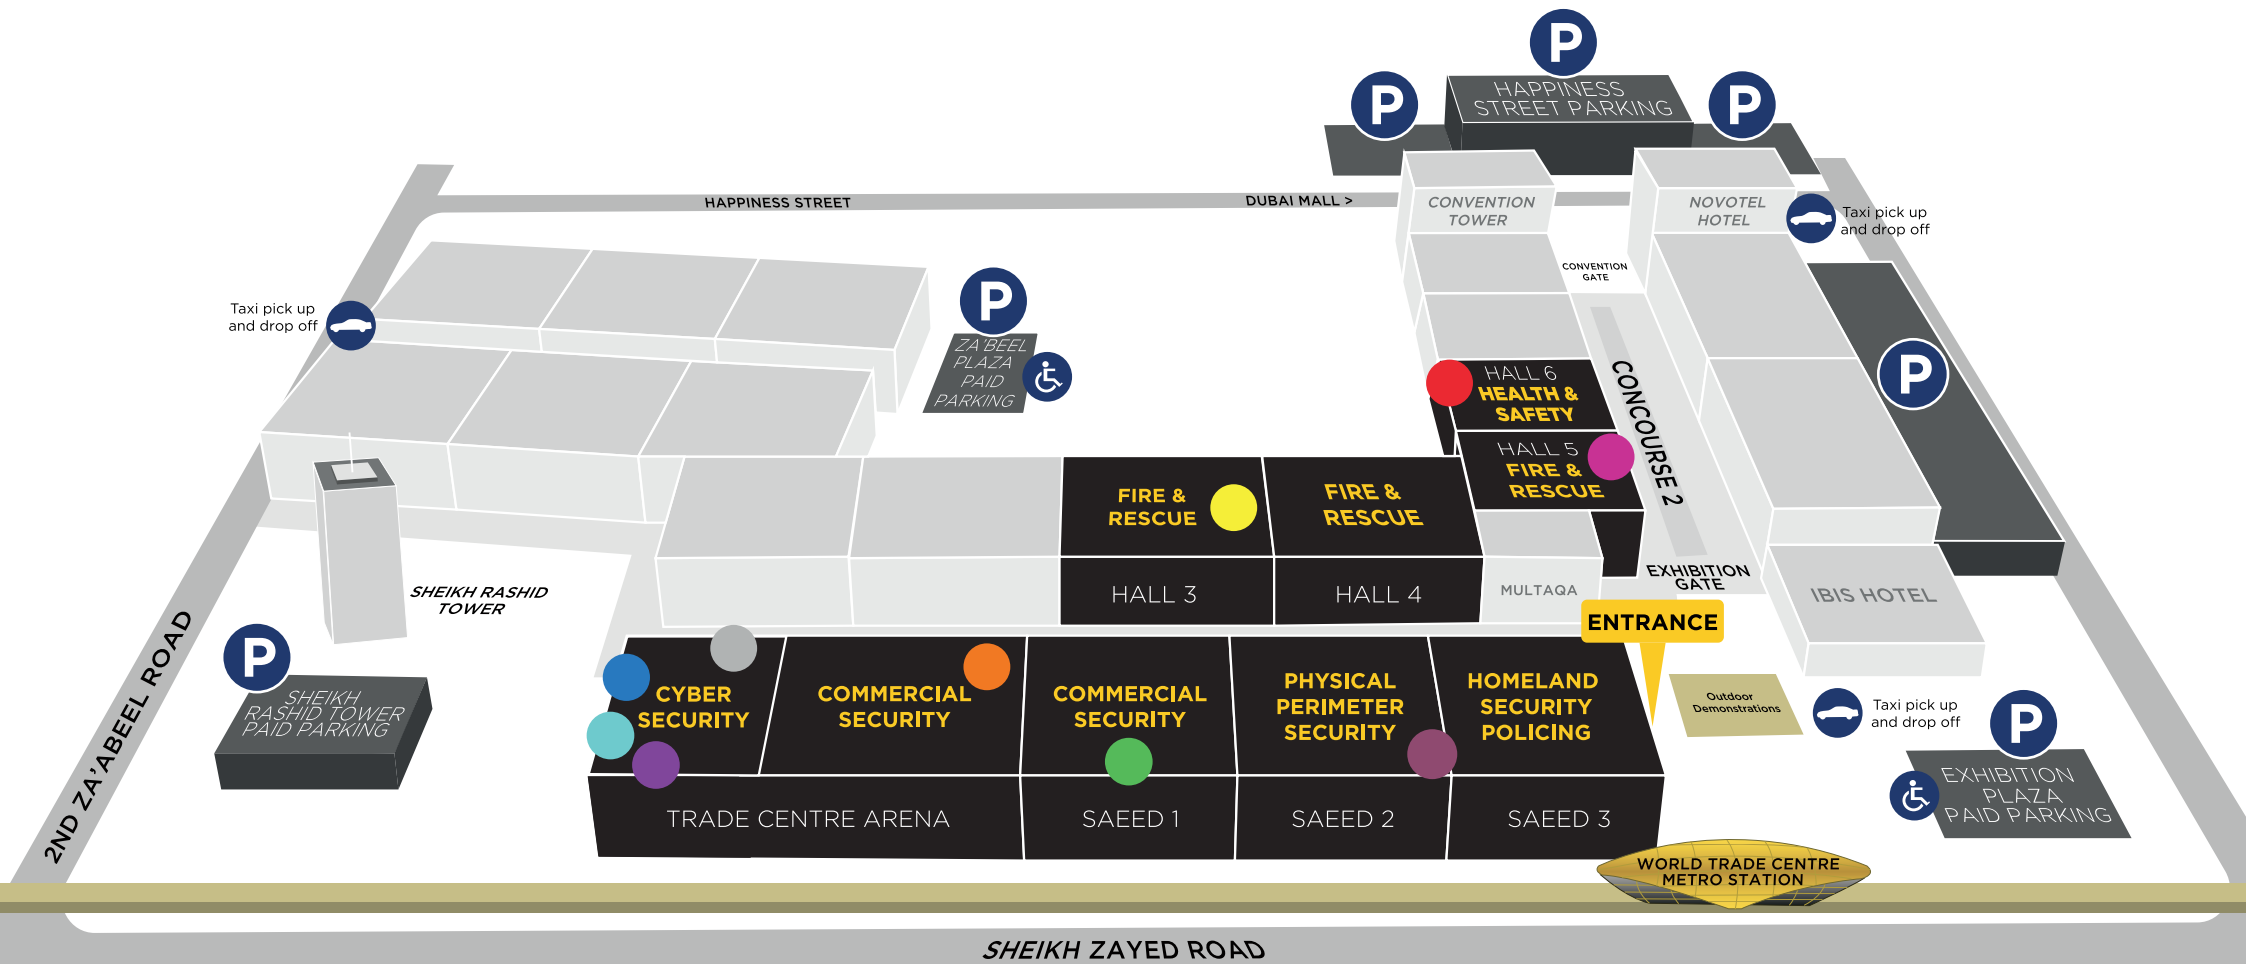 P
P
P
HAPPINESS
STREET PARKING
HAPPINESS STREET
DUBAI MALL >
CONVENTION
TOWER
NOVOTEL
HOTEL
Taxi pick up
and drop off
CONVENTION
GATE
Taxi pick up
and drop off
P
ZA'BEEL
PLAZA
PAID
PARKING
P
HALL 6
HEALTH &
SAFETY
CONCOURSE 2
HALL 5
FIRE &
RESCUE
FIRE &
RESCUE
FIRE &
RESCUE
HALL 3
HALL 4
MULTAQA
EXHIBITION
GATE
IBIS HOTEL
SHEIKH RASHID
TOWER
ENTRANCE
2ND ZA'ABEEL ROAD
P
SHEIKH
RASHID TOWER
PAID PARKING
CYBER
SECURITY
COMMERCIAL
SECURITY
COMMERCIAL
SECURITY
PHYSICAL
PERIMETER
SECURITY
HOMELAND
SECURITY
POLICING
Outdoor
Demonstrations
Taxi pick up
and drop off
P
EXHIBITION
PLAZA
PAID PARKING
TRADE CENTRE ARENA
SAEED 1
SAEED 2
SAEED 3
WORLD TRADE CENTRE
METRO STATION
SHEIKH ZAYED ROAD